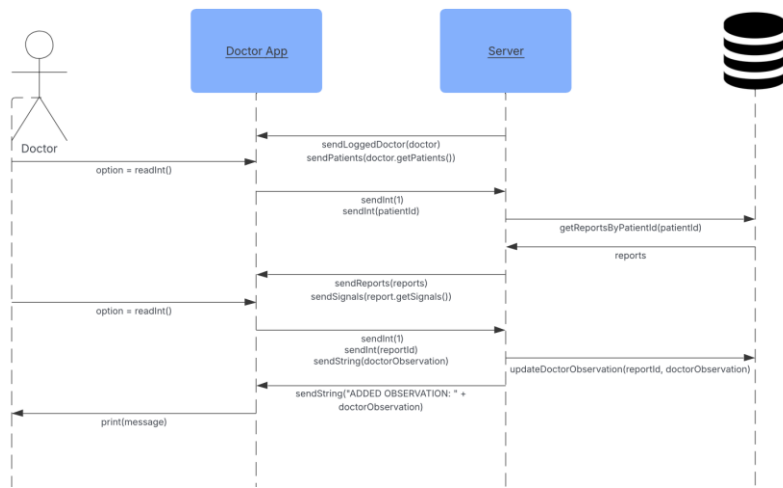 Doctor App
Server
Doctor
sendLoggedDoctor(doctor)
sendPatients(doctor.getPatients())
option = readInt()
sendInt(1)
sendInt(patientId)
getReportsByPatientId(patientId)
reports
sendReports(reports)
sendSignals(report.getSignals())
option = readInt()
sendInt(1)
sendInt(reportId)
sendString(doctorObservation)
updateDoctorObservation(reportId, doctorObservation)
sendString("ADDED OBSERVATION: " +
doctorObservation)
print(message)